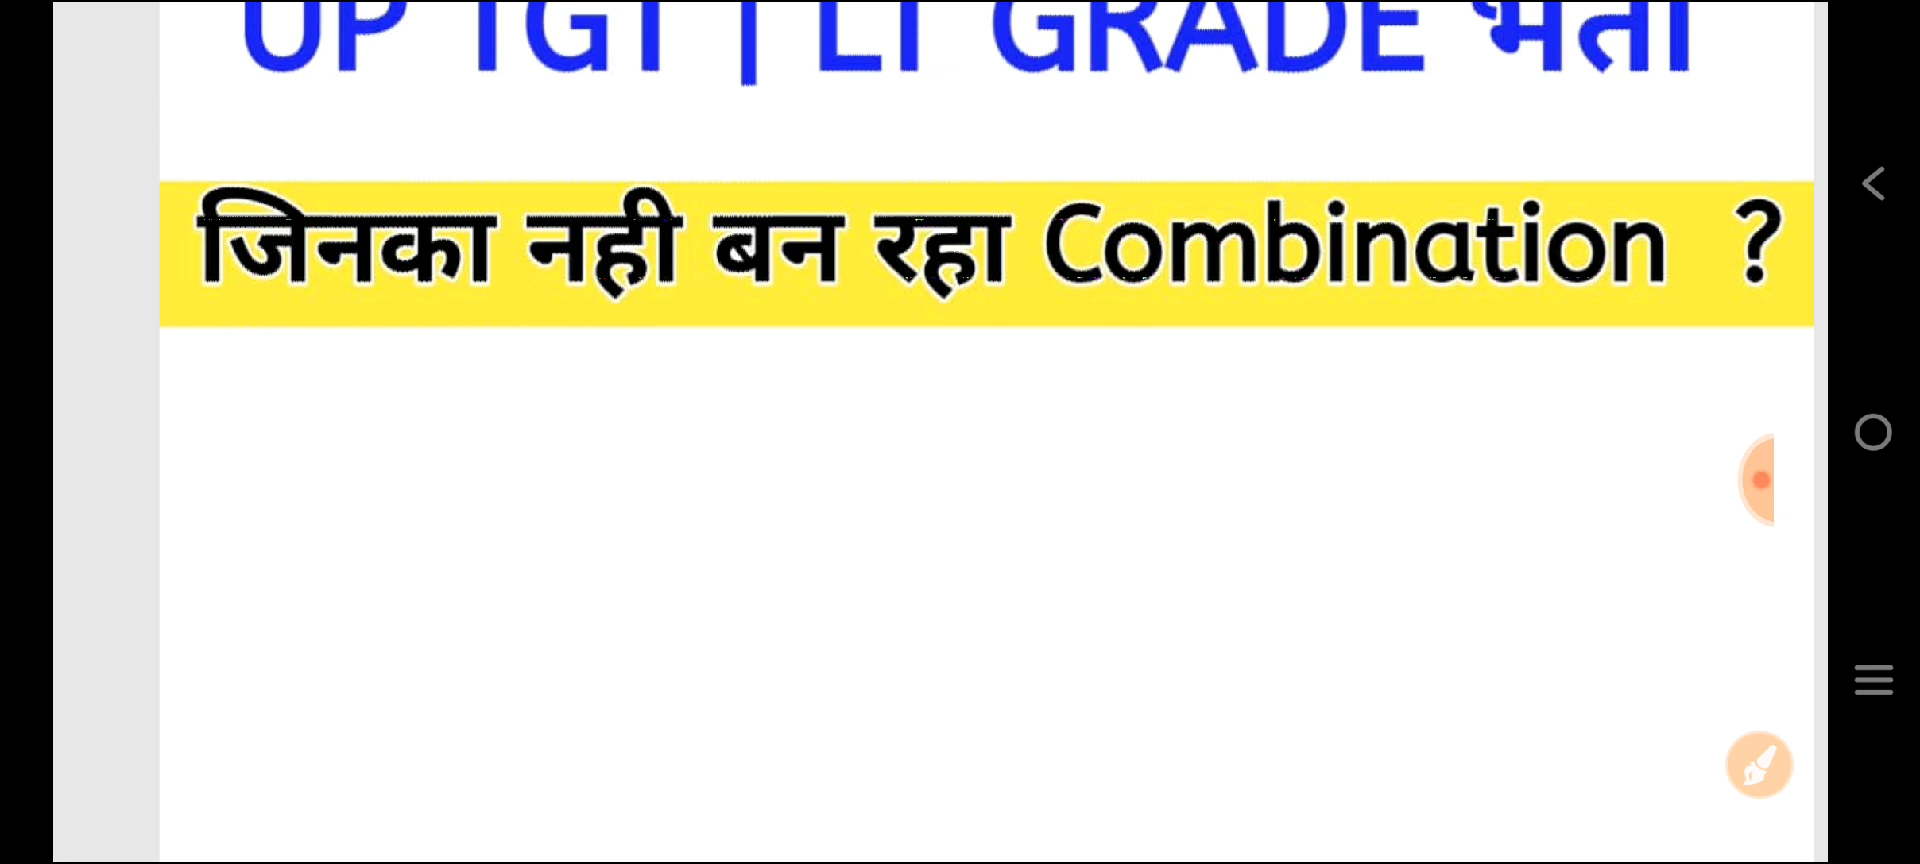 UP TGT | LT GRADE भर्ती
जिनका नही बन रहा Combination ?